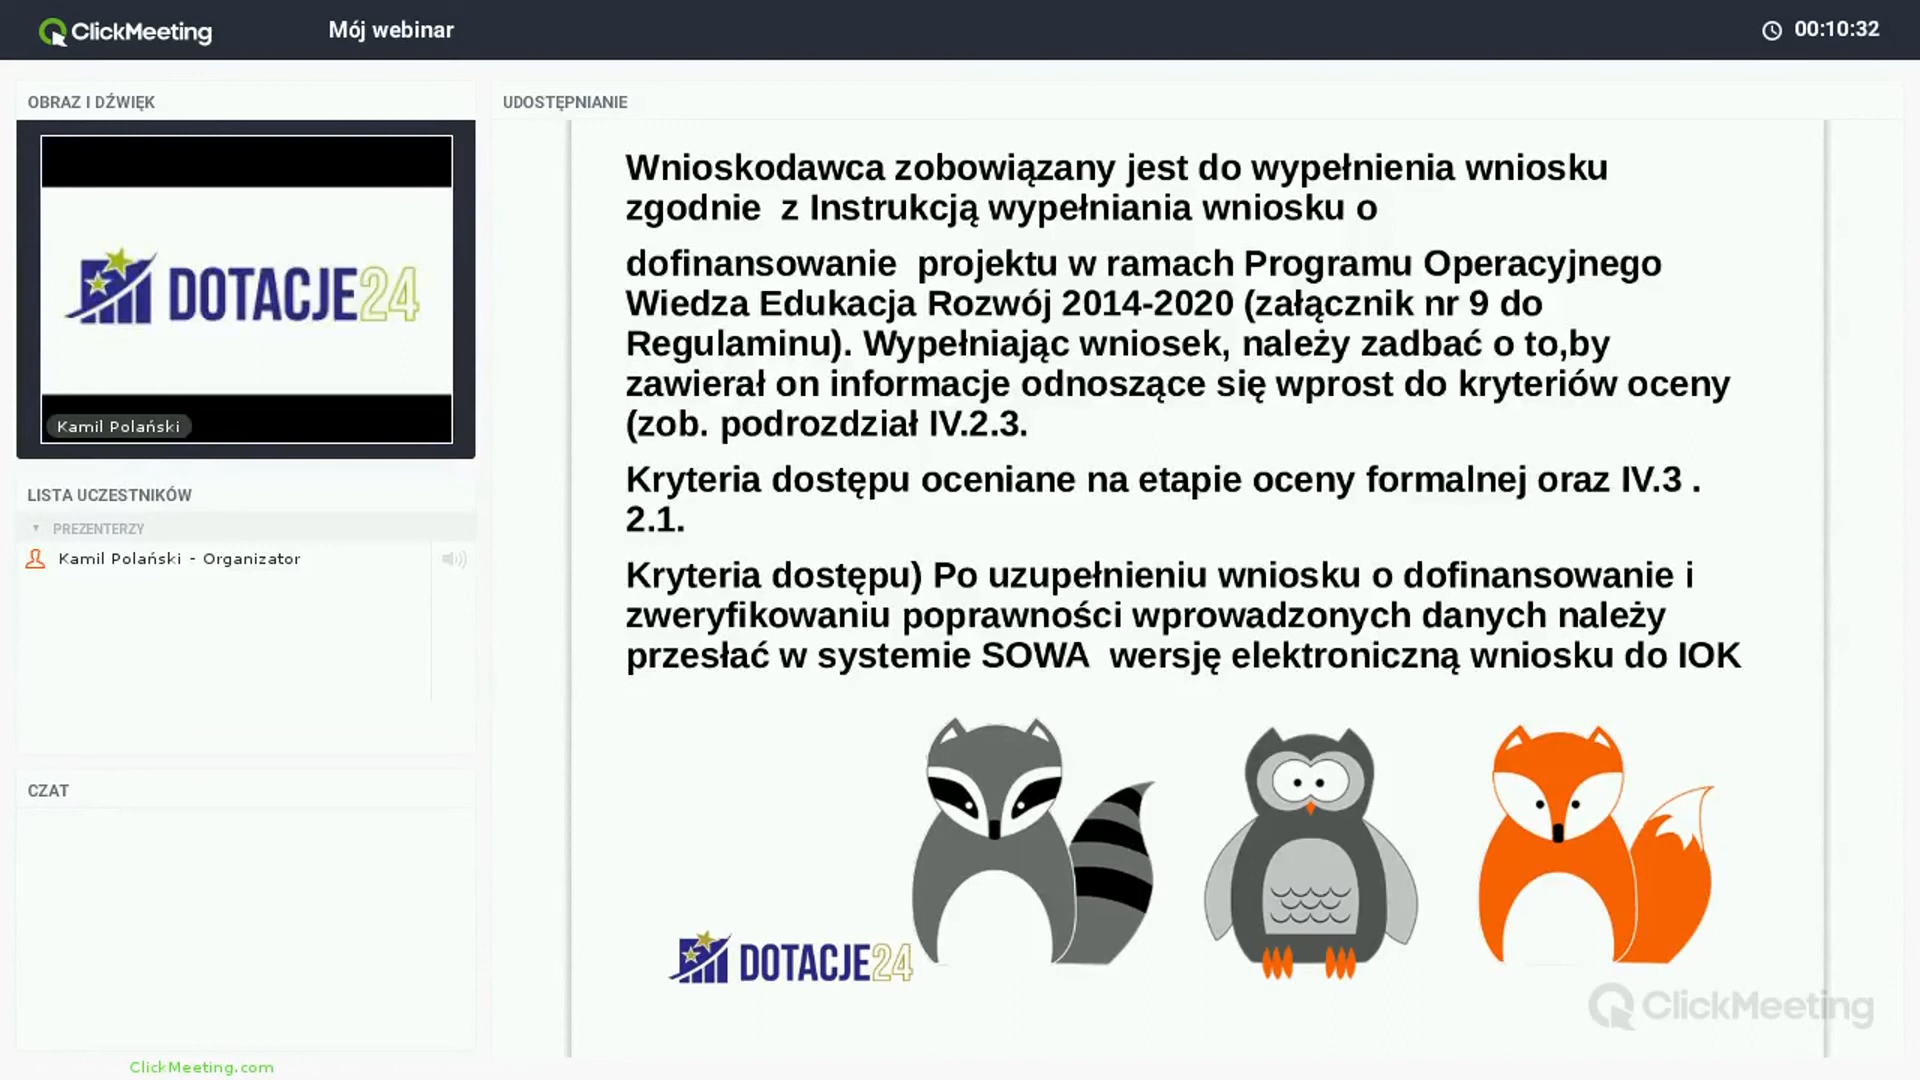 ClickMeeting
Mój webinar
00:10:32
OBRAZ I DŹWIĘK
DOTACJE24
Kamil Polański
LISTA UCZESTNIKÓW
PREZENTERZY
Kamil Polański - Organizator
CZAT
ClickMeeting.com
UDOSTĘPNIANIE
Wnioskodawca zobowiązany jest do wypełnienia wniosku
zgodnie  z Instrukcją wypełniania wniosku o
dofinansowanie  projektu w ramach Programu Operacyjnego
Wiedza Edukacja Rozwój 2014-2020 (załącznik nr 9 do
Regulaminu). Wypełniając wniosek, należy zadbać o to,by
zawierał on informacje odnoszące się wprost do kryteriów oceny
(zob. podrozdział IV.2.3.
Kryteria dostępu oceniane na etapie oceny formalnej oraz IV.3 .
2.1.
Kryteria dostępu) Po uzupełnieniu wniosku o dofinansowanie i
zweryfikowaniu poprawności wprowadzonych danych należy
przesłać w systemie SOWA  wersję elektroniczną wniosku do IOK
DOTACJE24
ClickMeeting